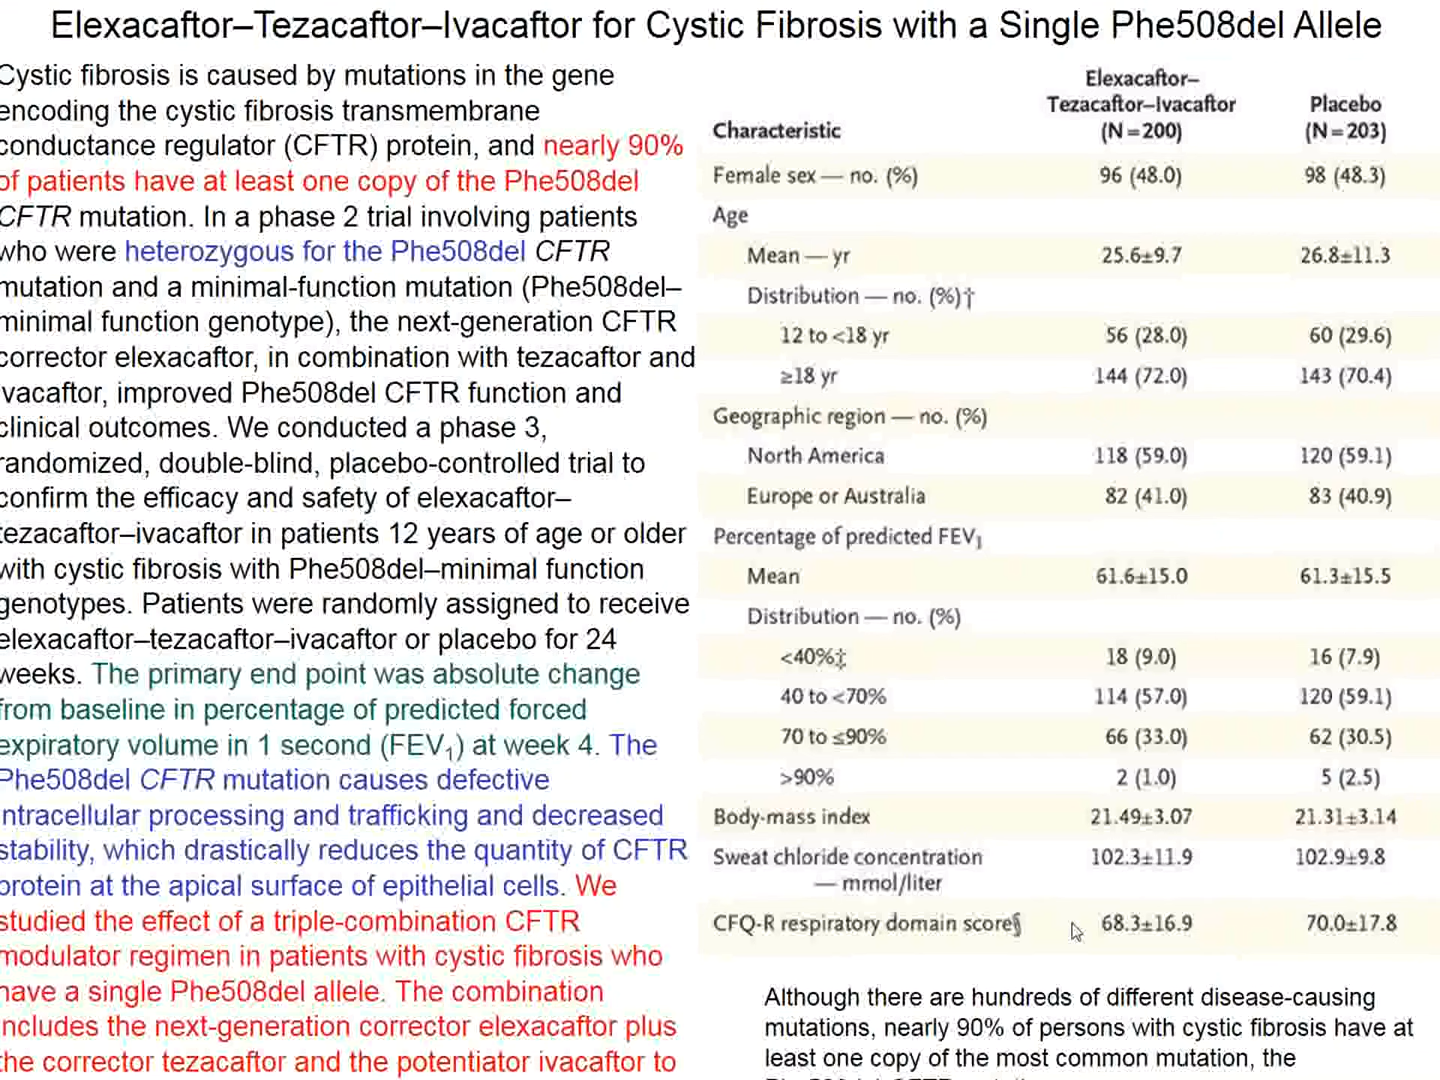 Elexacaftor–Tezacaftor–Ivacaftor for Cystic Fibrosis with a Single Phe508del Allele
Cystic fibrosis is caused by mutations in the gene
encoding the cystic fibrosis transmembrane
conductance regulator (CFTR) protein, and nearly 90%
of patients have at least one copy of the Phe508del
CFTR mutation. In a phase 2 trial involving patients
who were heterozygous for the Phe508del CFTR
mutation and a minimal-function mutation (Phe508del–
minimal function genotype), the next-generation CFTR
corrector elexacaftor, in combination with tezacaftor and
ivacaftor, improved Phe508del CFTR function and
clinical outcomes. We conducted a phase 3,
randomized, double-blind, placebo-controlled trial to
confirm the efficacy and safety of elexacaftor–
tezacaftor–ivacaftor in patients 12 years of age or older
with cystic fibrosis with Phe508del–minimal function
genotypes. Patients were randomly assigned to receive
elexacaftor–tezacaftor–ivacaftor or placebo for 24
weeks. The primary end point was absolute change
from baseline in percentage of predicted forced
expiratory volume in 1 second (FEV₁) at week 4. The
Phe508del CFTR mutation causes defective
intracellular processing and trafficking and decreased
stability, which drastically reduces the quantity of CFTR
protein at the apical surface of epithelial cells. We
studied the effect of a triple-combination CFTR
modulator regimen in patients with cystic fibrosis who
have a single Phe508del allele. The combination
includes the next-generation corrector elexacaftor plus
the corrector tezacaftor and the potentiator ivacaftor to
Elexacaftor–
Tezacaftor–Ivacaftor Placebo
Characteristic (N=200) (N=203)
Female sex — no. (%) 96 (48.0) 98 (48.3)
Age
Mean — yr 25.6±9.7 26.8±11.3
Distribution — no. (%)†
12 to <18 yr 56 (28.0) 60 (29.6)
≥18 yr 144 (72.0) 143 (70.4)
Geographic region — no. (%)
North America 118 (59.0) 120 (59.1)
Europe or Australia 82 (41.0) 83 (40.9)
Percentage of predicted FEV₁
Mean 61.6±15.0 61.3±15.5
Distribution — no. (%)
<40%‡ 18 (9.0) 16 (7.9)
40 to <70% 114 (57.0) 120 (59.1)
70 to ≤90% 66 (33.0) 62 (30.5)
>90% 2 (1.0) 5 (2.5)
Body-mass index 21.49±3.07 21.31±3.14
Sweat chloride concentration 102.3±11.9 102.9±9.8
— mmol/liter
CFQ-R respiratory domain score§ 68.3±16.9 70.0±17.8
Although there are hundreds of different disease-causing
mutations, nearly 90% of persons with cystic fibrosis have at
least one copy of the most common mutation, the